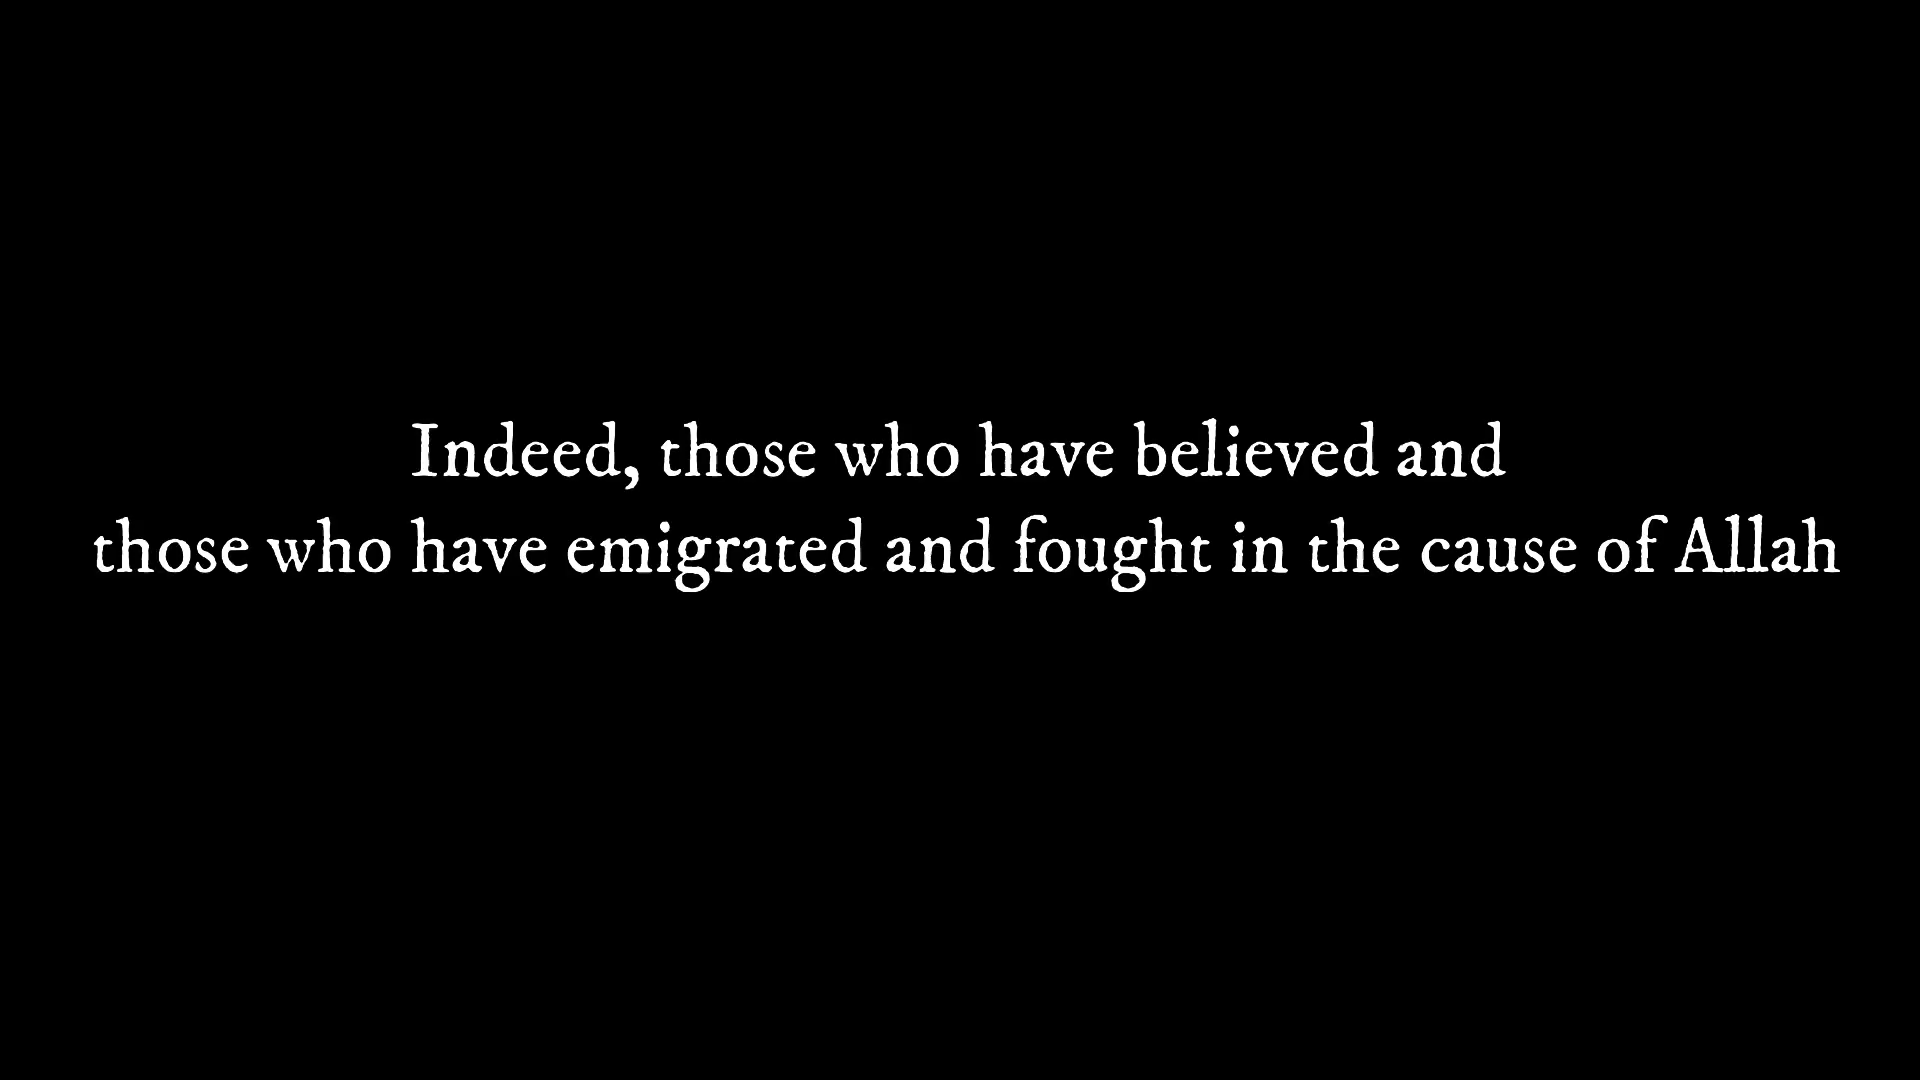 Indeed, those who have believed and
those who have emigrated and fought in the cause of Allah